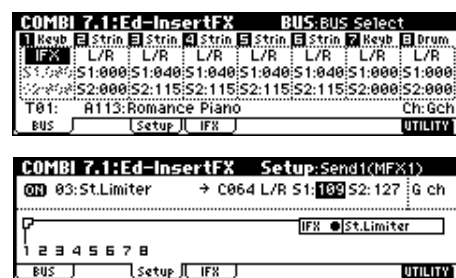 COMBI 7.1:Ed-InsertFX BUS:BUS Select
1 Keyb 2 Strin 3 Strin 4 Strin 5 Strin 6 Strin 7 Keyb 8 Drum
IFX L/R L/R L/R L/R L/R L/R L/R
S1:000 S1:040 S1:040 S1:040 S1:040 S1:000 S1:000
S2:000 S2:115 S2:115 S2:115 S2:115 S2:000 S2:000
T01: A113:Romance Piano Ch:Gch
BUS Setup IFX UTILITY
COMBI 7.1:Ed-InsertFX Setup:Send1(MFX1)
ON 03:St.Limiter → C064 L/R S1:109 S2:127 G ch
IFX ●St.Limiter
1 2 3 4 5 6 7 8
BUS Setup IFX UTILITY